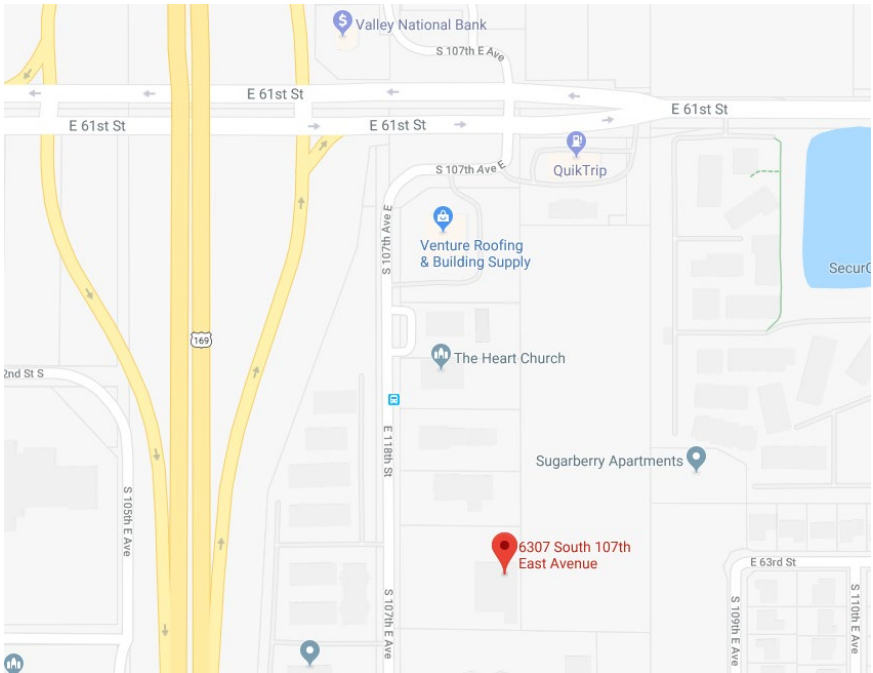 Valley National Bank
S 107th E Ave
E 61st St
E 61st St
E 61st St
E 61st St
S 107th Ave E
QuikTrip
S 107th Ave E
Venture Roofing
& Building Supply
SecurC
169
The Heart Church
2nd St S
E 118th St
Sugarberry Apartments
S 105th E Ave
6307 South 107th
East Avenue
E 63rd St
S 107th E Ave
S 109th E Ave
S 110th E Ave